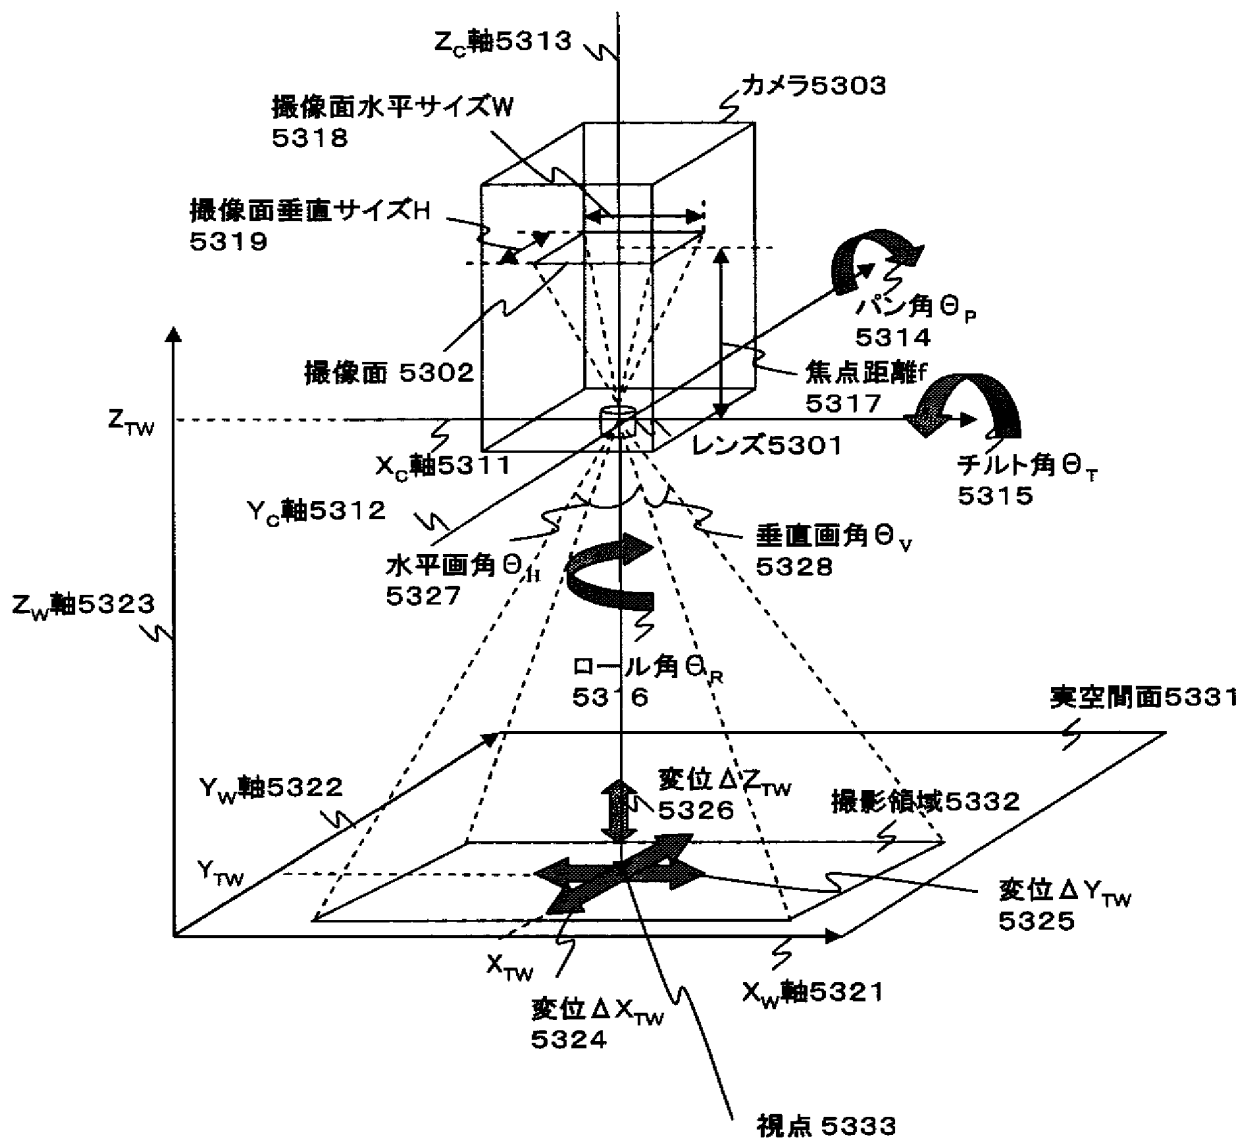 Z_C軸5313
カメラ5303
撮像面水平サイズW
5318
撮像面垂直サイズH
5319
パン角Θ_P
5314
撮像面 5302
焦点距離f
5317
Z_TW
レンズ5301
X_C軸5311
チルト角Θ_T
5315
Y_C軸5312
垂直画角Θ_V
5328
水平画角Θ_H
5327
Z_W軸5323
ロール角Θ_R
5316
実空間面5331
Y_W軸5322
変位ΔZ_TW
5326
撮影領域5332
Y_TW
変位ΔY_TW
5325
X_TW
X_W軸5321
変位ΔX_TW
5324
視点 5333